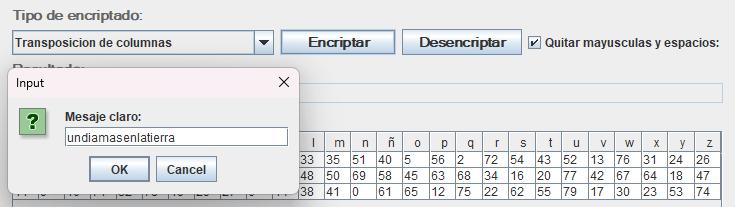 Tipo de encriptado:
Transposicion de columnas Encriptar Desencriptar Quitar mayusculas y espacios:
Input
Mesaje claro:
undiamasenlatierra
OK Cancel
l m n ñ o p q r s t u v w x y z
33 35 51 40 5 56 2 72 54 43 52 13 76 31 24 26
48 50 69 58 45 63 68 34 16 20 77 42 67 64 18 47
38 41 0 61 65 12 75 22 62 55 79 17 30 23 53 74